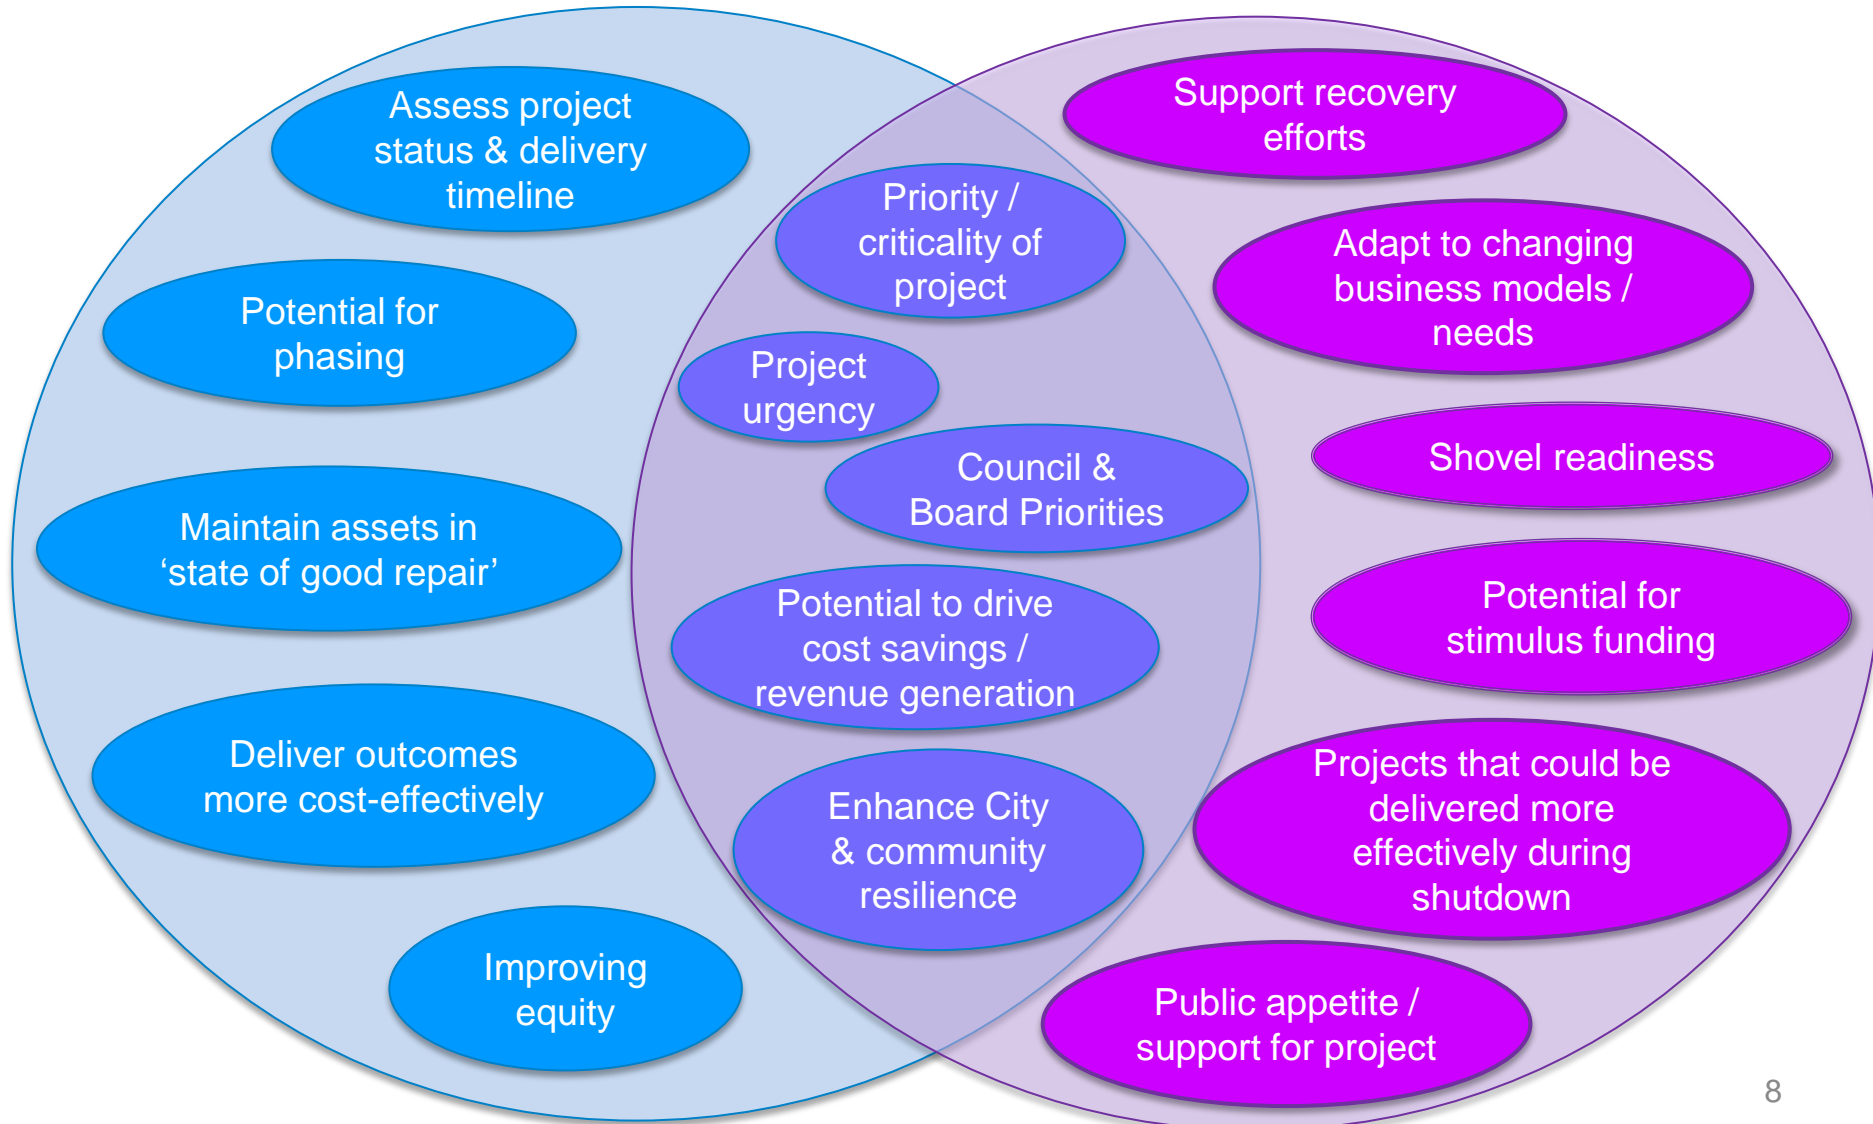 Assess project
status & delivery
timeline
Potential for
phasing
Maintain assets in
‘state of good repair’
Deliver outcomes
more cost-effectively
Improving
equity
Priority /
criticality of
project
Project
urgency
Council &
Board Priorities
Potential to drive
cost savings /
revenue generation
Enhance City
& community
resilience
Support recovery
efforts
Adapt to changing
business models /
needs
Shovel readiness
Potential for
stimulus funding
Projects that could be
delivered more
effectively during
shutdown
Public appetite /
support for project
8